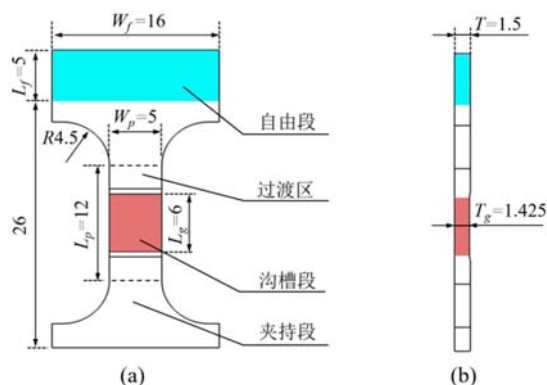 W_f=16
T=1.5
L_f=5
W_p=5
自由段
R4.5
过渡区
26
L_p=12
L_g=6
T_g=1.425
沟槽段
夹持段
(a)
(b)